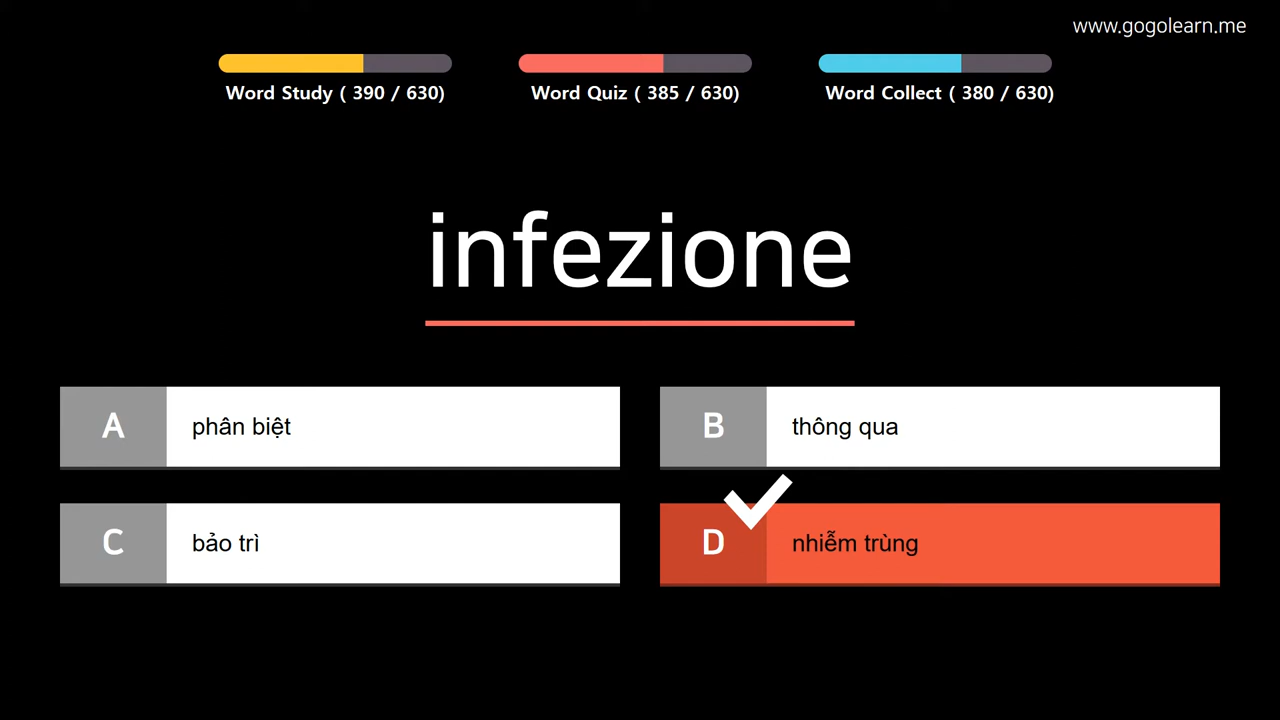 www.gogolearn.me
Word Study ( 390 / 630)
Word Quiz ( 385 / 630)
Word Collect ( 380 / 630)
infezione
A phân biệt
B thông qua
C bảo trì
D nhiễm trùng